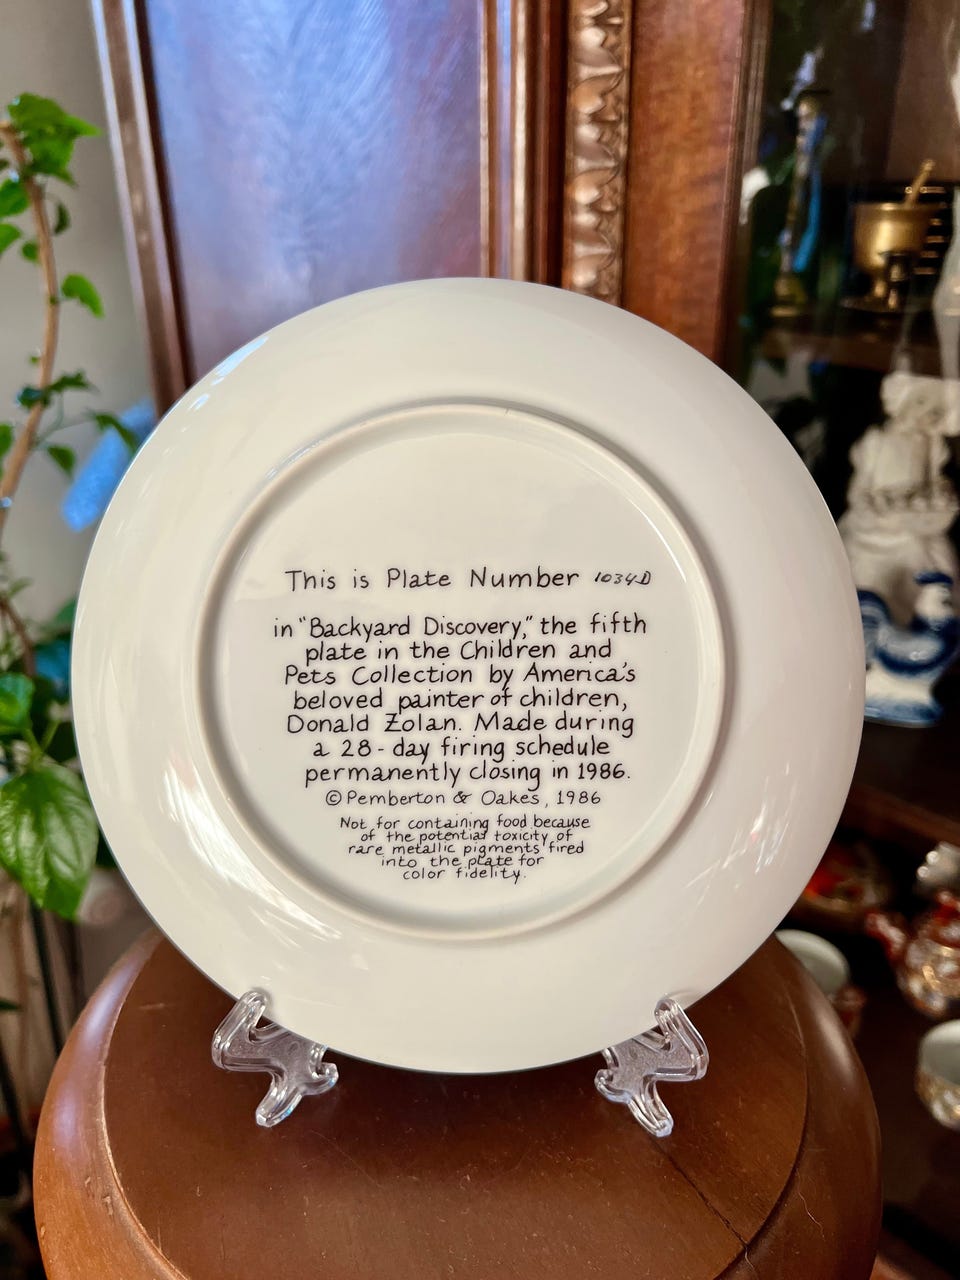 This is Plate Number 1034D
in "Backyard Discovery," the fifth
plate in the Children and
Pets Collection by America's
beloved painter of children,
Donald Zolan. Made during
a 28-day firing schedule
permanently closing in 1986.
© Pemberton & Oakes, 1986
Not for containing food because
of the potential toxicity of
rare metallic pigments fired
into the plate for
color fidelity.